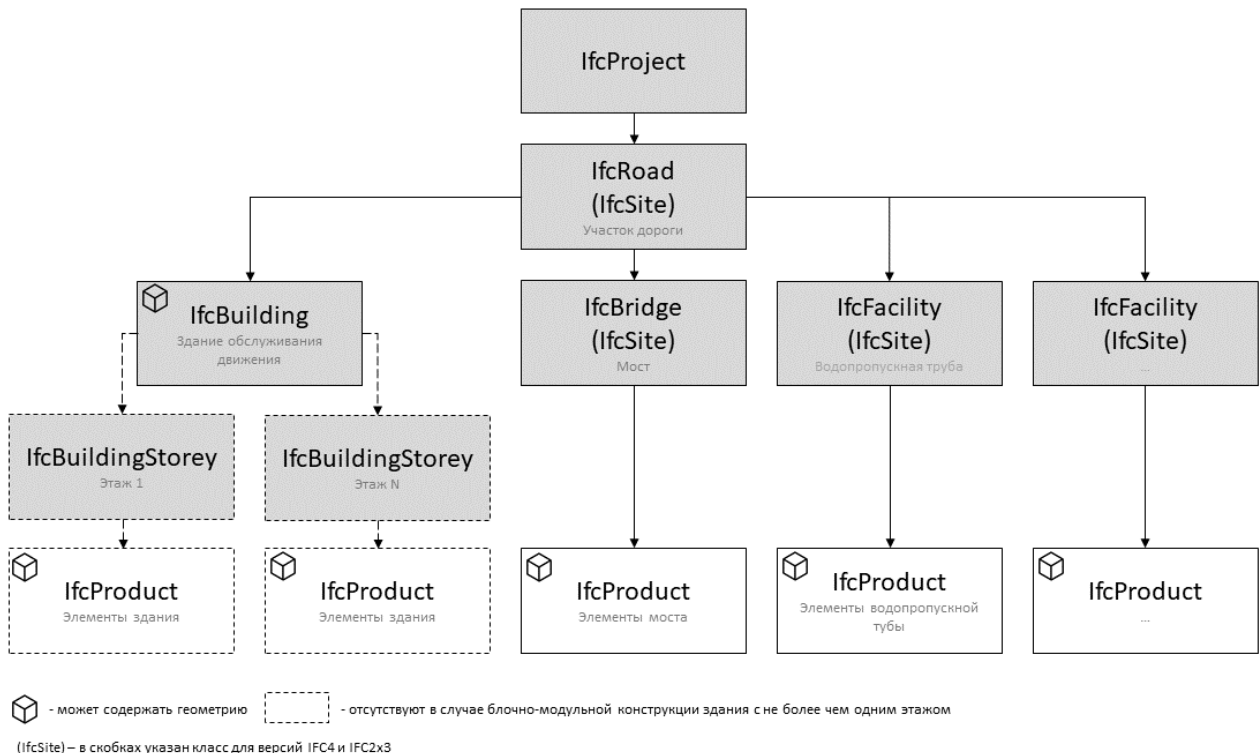 IfcProject
IfcRoad
(IfcSite)
Участок дороги
IfcBuilding
Здание обслуживания
движения
IfcBridge
(IfcSite)
Мост
IfcFacility
(IfcSite)
Водопропускная труба
IfcFacility
(IfcSite)
...
IfcBuildingStorey
Этаж 1
IfcBuildingStorey
Этаж N
IfcProduct
Элементы здания
IfcProduct
Элементы здания
IfcProduct
Элементы моста
IfcProduct
Элементы водопропускной
тубы
IfcProduct
...
- может содержать геометрию
- отсутствуют в случае блочно-модульной конструкции здания с не более чем одним этажом
(IfcSite) – в скобках указан класс для версий IFC4 и IFC2x3